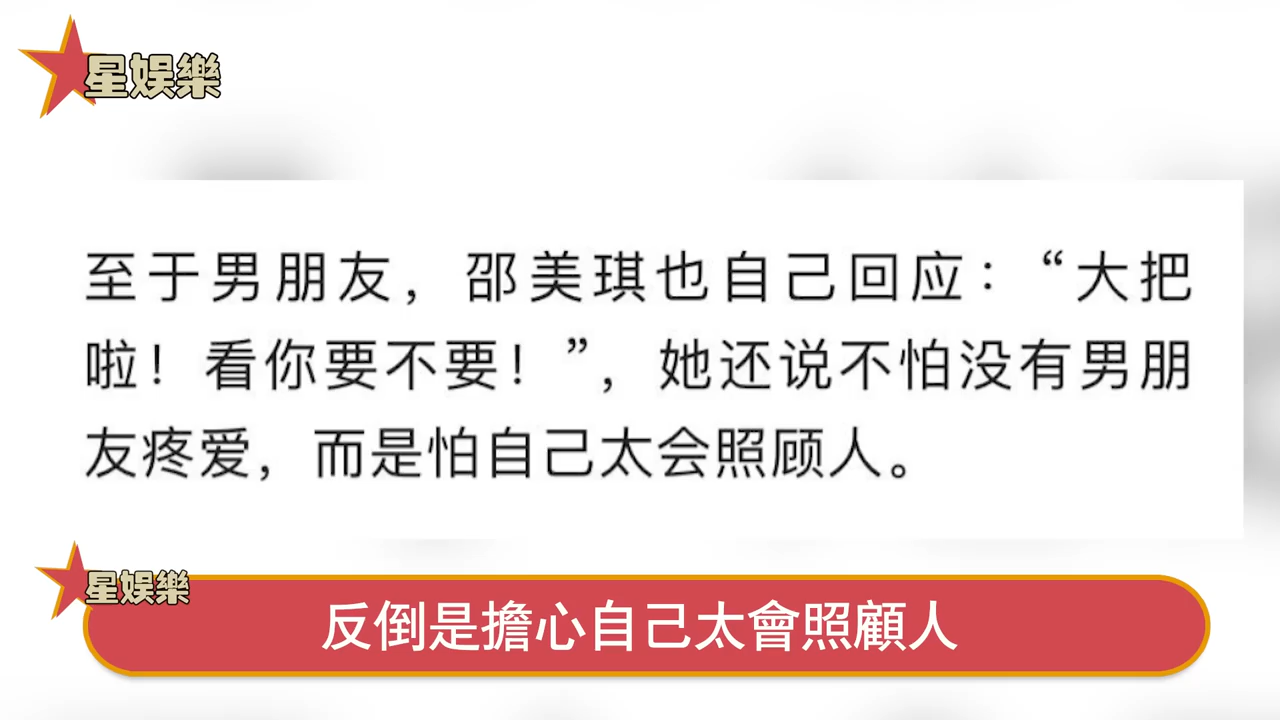 星娱樂
至于男朋友，邵美琪也自己回应：“大把
啦！看你要不要！”，她还说不怕没有男朋
友疼爱，而是怕自己太会照顾人。
星娱樂
反倒是擔心自己太會照顧人